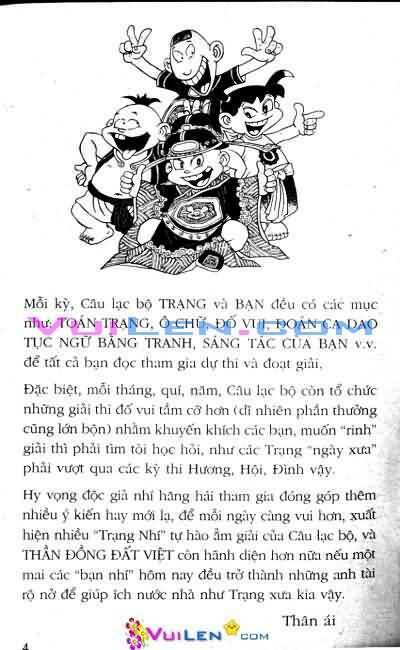 Mỗi kỳ, Câu lạc bộ TRẠNG và BẠN đều có các mục
như: TOÁN TRẠNG, Ô CHỮ, ĐỐ VUI, ĐOÁN CA DAO
TỤC NGỮ BẰNG TRANH, SÁNG TÁC CỦA BẠN v.v.
để tất cả bạn đọc tham gia dự thi và đoạt giải.
VUILEN.COM
Đặc biệt, mỗi tháng, quí, năm, Câu lạc bộ còn tổ chức
những giải thi đố vui tầm cỡ hơn (dĩ nhiên phần thưởng
cũng lớn bộn) nhằm khuyến khích các bạn, muốn “rinh”
giải thì phải tìm tòi học hỏi, như các Trạng “ngày xưa”
phải vượt qua các kỳ thi Hương, Hội, Đình vậy.
Hy vọng độc giả nhí hăng hái tham gia đóng góp thêm
nhiều ý kiến hay mới lạ, để mỗi ngày càng vui hơn, xuất
hiện nhiều “Trạng Nhí” tự hào ẵm giải của Câu lạc bộ, và
THẦN ĐỒNG ĐẤT VIỆT còn hãnh diện hơn nữa nếu một
mai các “bạn nhí” hôm nay đều trở thành những anh tài
rộ nở để giúp ích nước nhà như Trạng xưa kia vậy.
Thân ái
4
VUILEN.COM